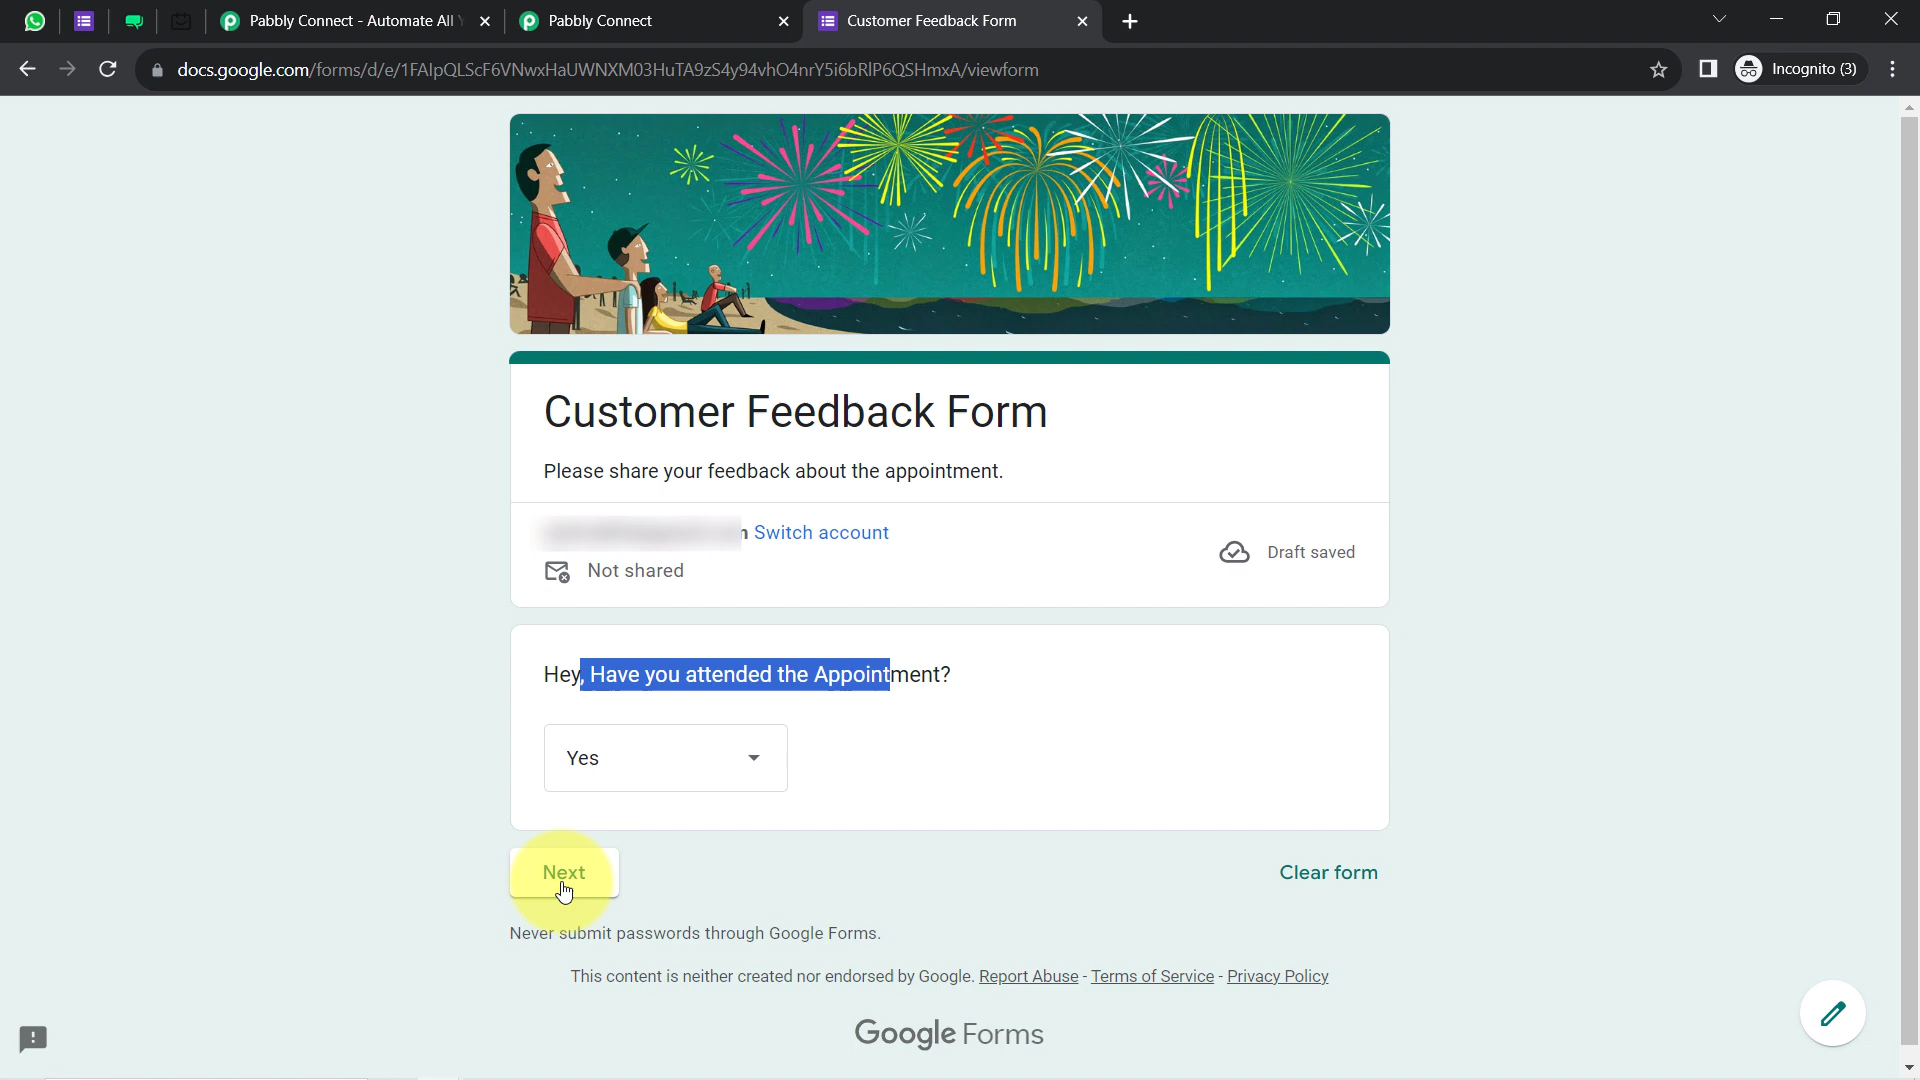 Pabbly Connect - Automate All
Pabbly Connect
Customer Feedback Form
docs.google.com/forms/d/e/1FAlpQLScF6VNwxHaUWNXM03HuTA9zS4y94vhO4nrY5i6bRlP6QSHmxA/viewform
Incognito (3)
Customer Feedback Form
Please share your feedback about the appointment.
Switch account
Not shared
Draft saved
Hey, Have you attended the Appointment?
Yes
Next
Clear form
Never submit passwords through Google Forms.
This content is neither created nor endorsed by Google. Report Abuse - Terms of Service - Privacy Policy
Google Forms